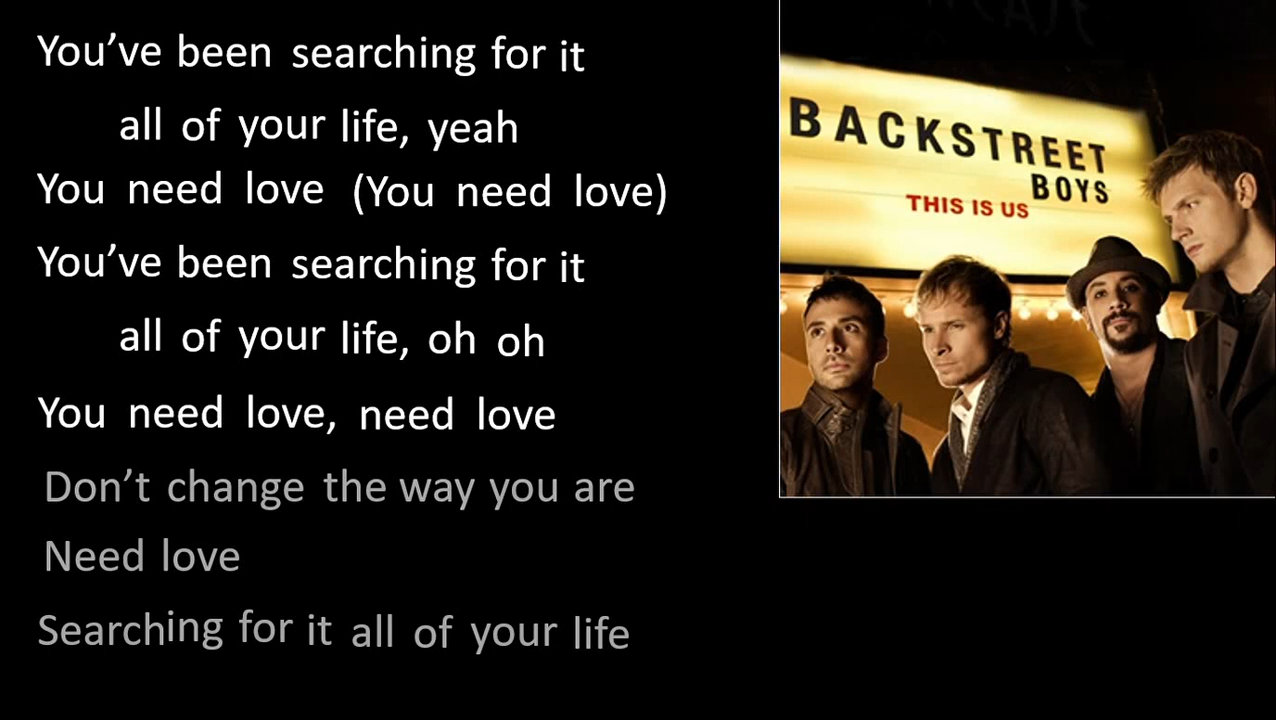 You’ve been searching for it
all of your life, yeah
You need love (You need love)
You’ve been searching for it
all of your life, oh oh
You need love, need love
Don’t change the way you are
Need love
Searching for it all of your life
BACKSTREET
BOYS
THIS IS US